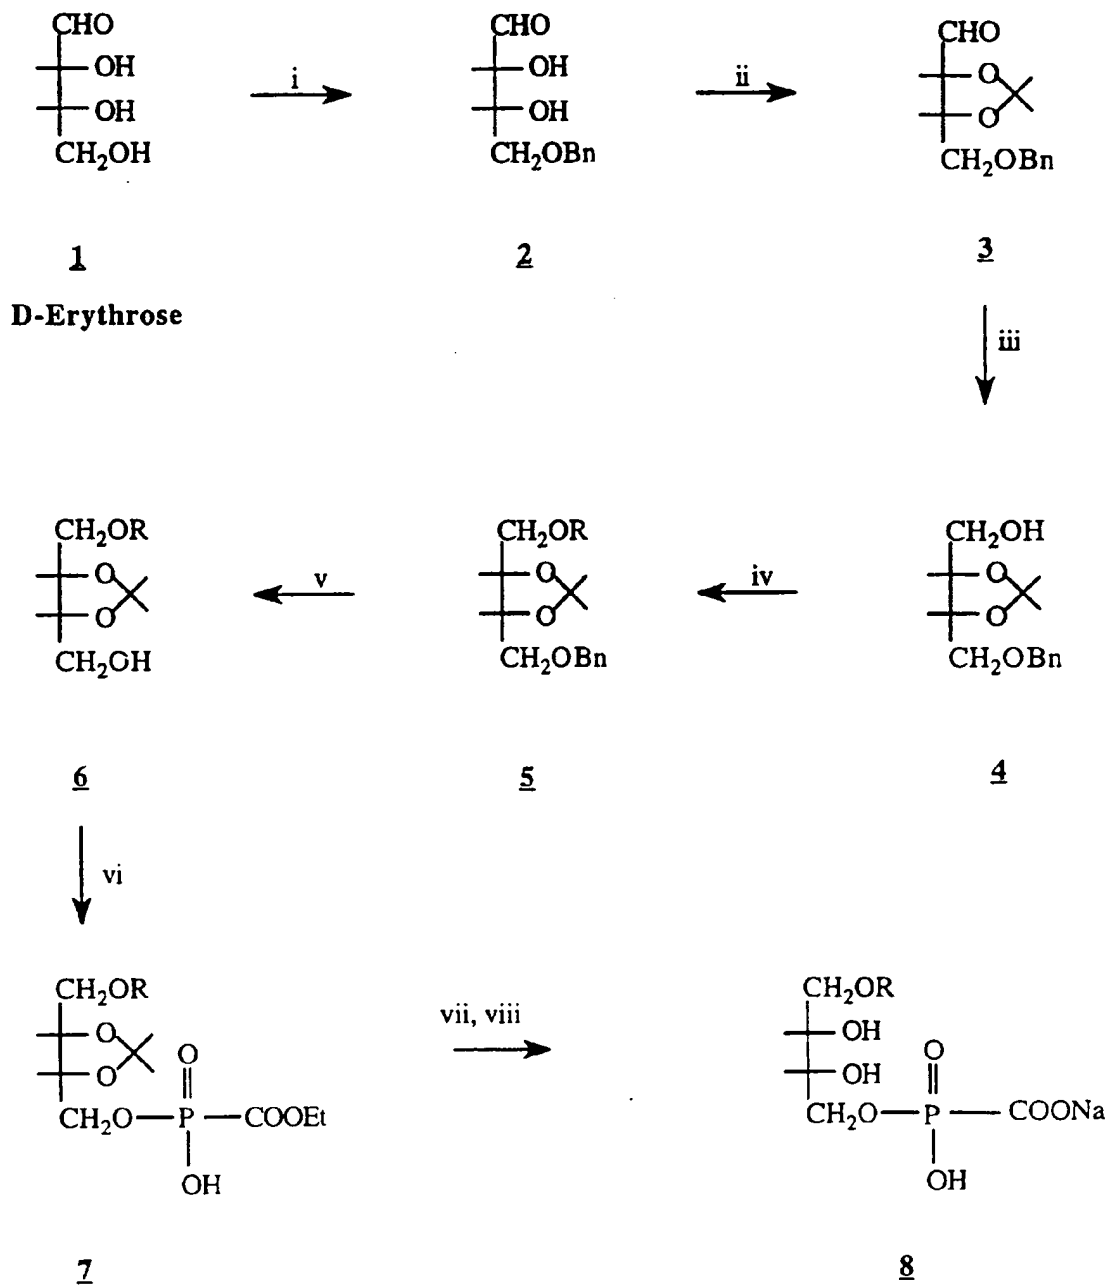 CHO
OH
OH
CH₂OH
1
D-Erythrose
i
CHO
OH
OH
CH₂OBn
2
ii
CHO
O
O
CH₂OBn
3
iii
CH₂OR
O
O
CH₂OH
6
v
CH₂OR
O
O
CH₂OBn
5
iv
CH₂OH
O
O
CH₂OBn
4
vi
CH₂OR
O
O
O
CH₂O P COOEt
OH
7
vii, viii
CH₂OR
OH
OH
O
CH₂O P COONa
OH
8